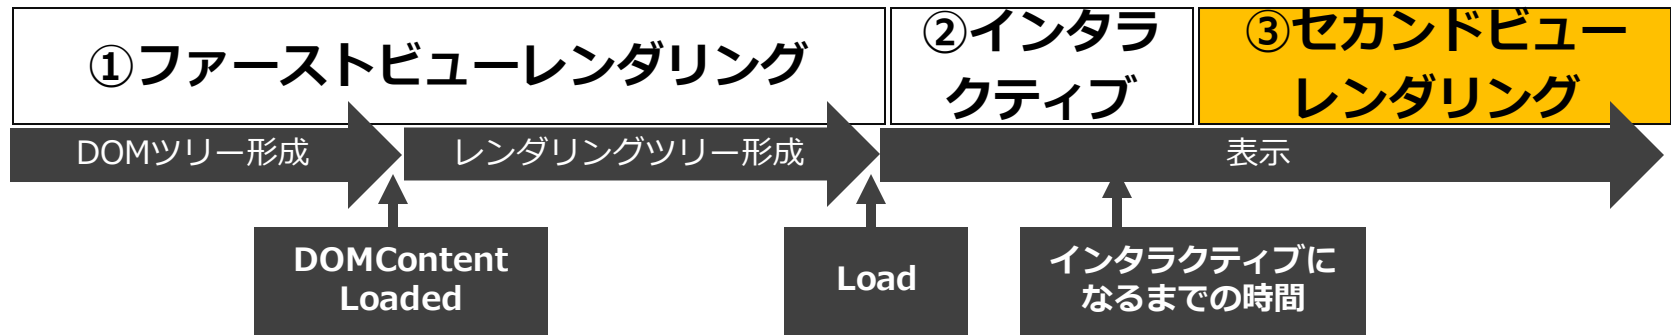 ①ファーストビューレンダリング
②インタラ
クティブ
③セカンドビュー
レンダリング
DOMツリー形成
レンダリングツリー形成
表示
DOMContent
Loaded
Load
インタラクティブに
なるまでの時間